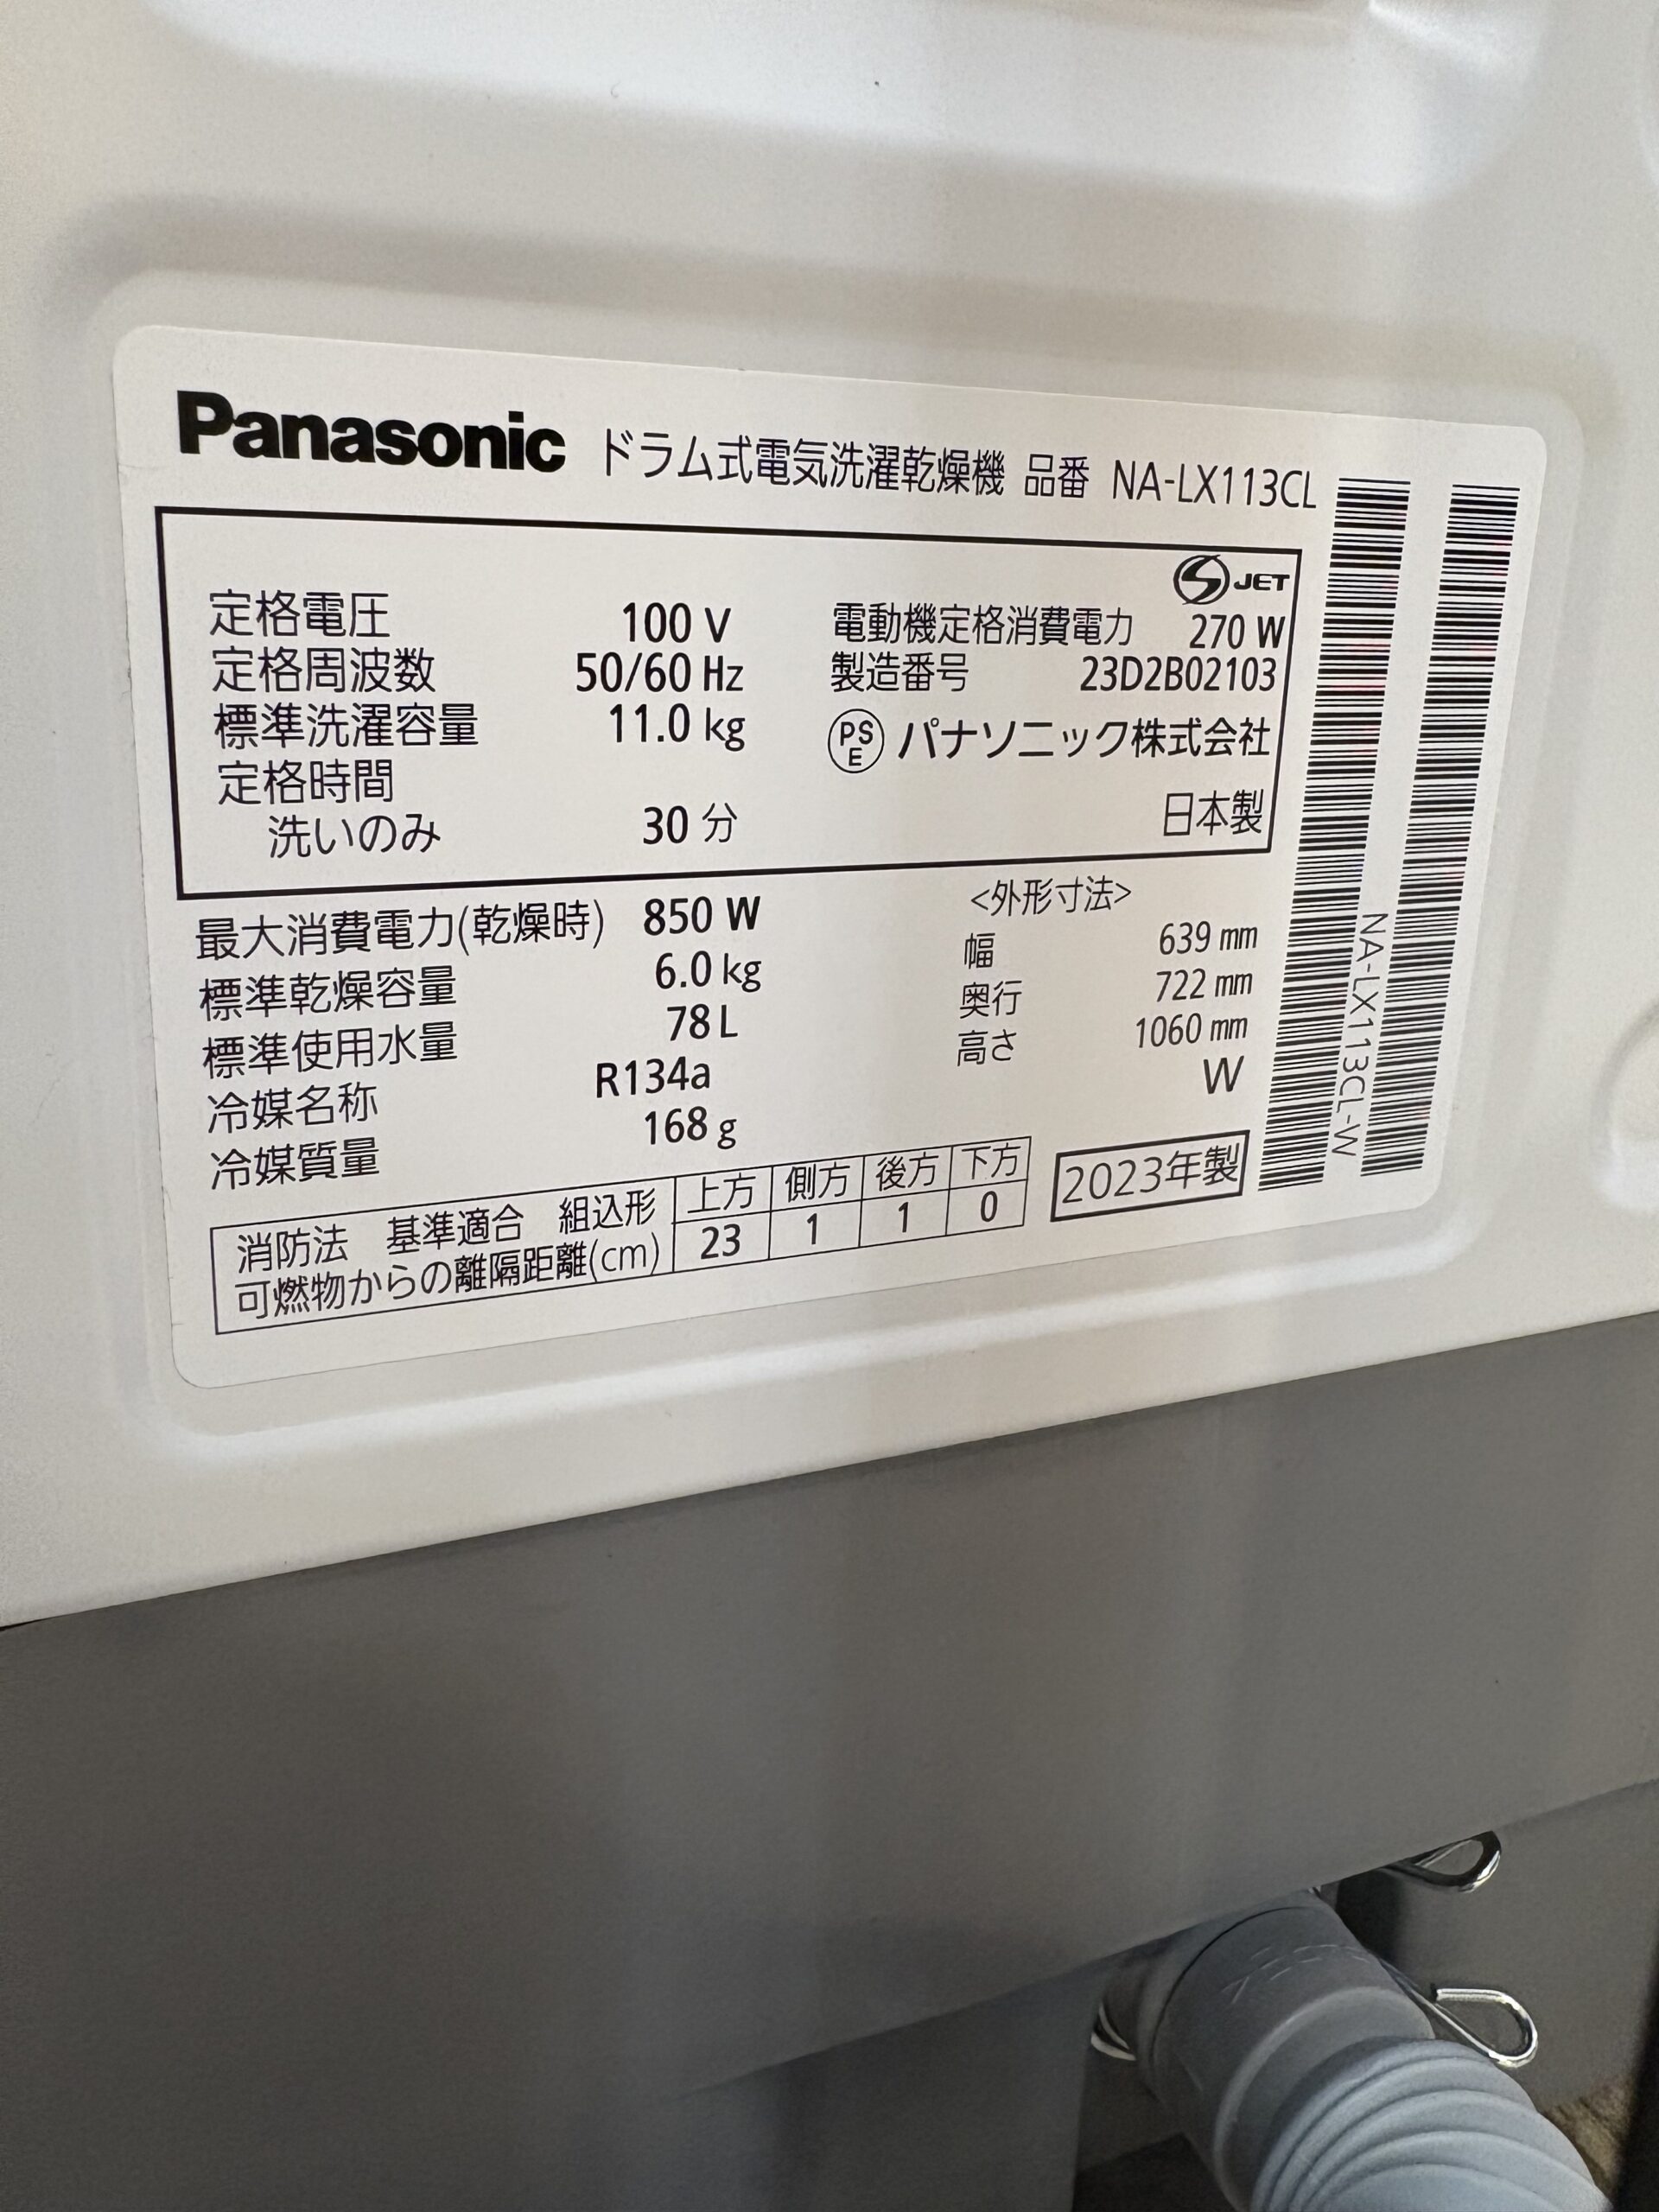 Panasonic ドラム式電気洗濯乾燥機 品番 NA-LX113CL
JET
定格電圧 100 V
電動機定格消費電力 270 W
定格周波数 50/60 Hz
製造番号 23D2B02103
標準洗濯容量 11.0 kg
PSE パナソニック株式会社
定格時間
洗いのみ 30 分
日本製
最大消費電力(乾燥時) 850 W
標準乾燥容量 6.0 kg
標準使用水量 78 L
冷媒名称 R134a
冷媒質量 168 g
<外形寸法>
幅 639 mm
奥行 722 mm
高さ 1060 mm
W
消防法 基準適合 組込形
可燃物からの離隔距離(cm)
上方 側方 後方 下方
23 1 1 0
2023年製
NA-LX113CL-W